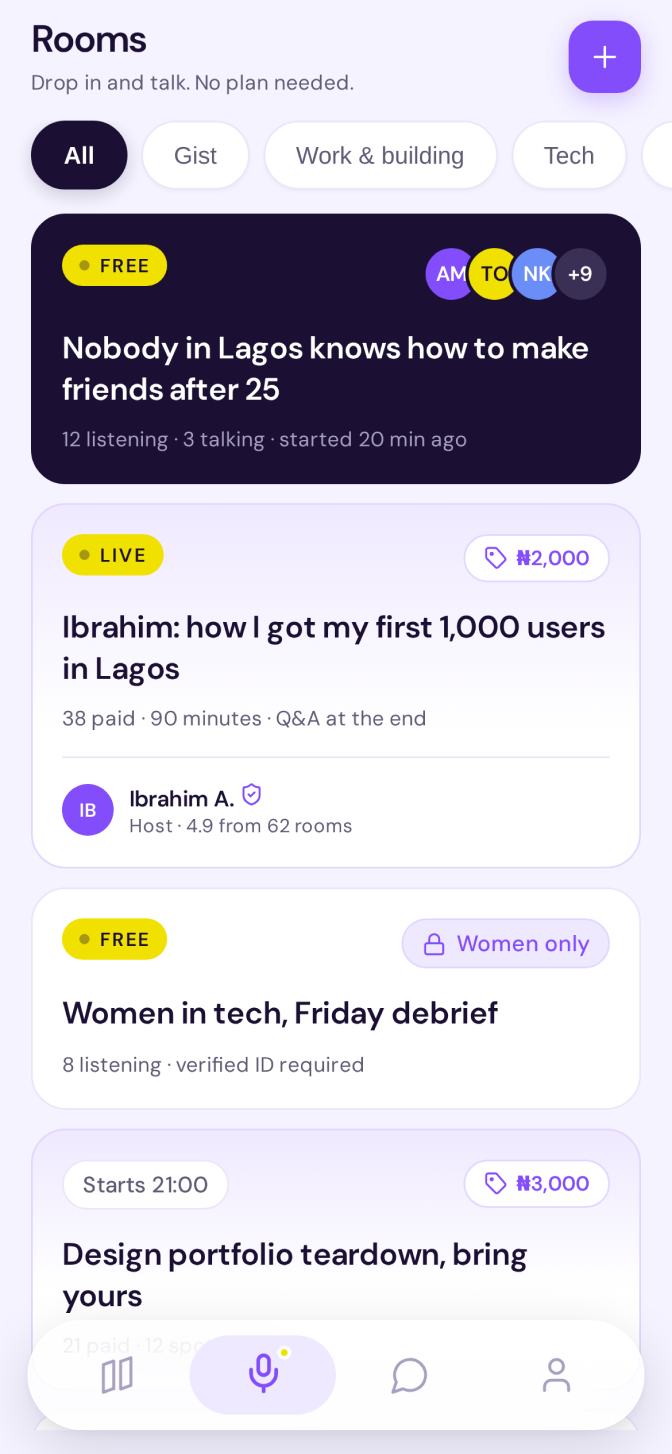 Rooms
Drop in and talk. No plan needed.
All
Gist
Work & building
Tech
FREE
AM
TO
NK
+9
Nobody in Lagos knows how to make
friends after 25
12 listening · 3 talking · started 20 min ago
LIVE
₦2,000
Ibrahim: how I got my first 1,000 users
in Lagos
38 paid · 90 minutes · Q&A at the end
IB
Ibrahim A.
Host · 4.9 from 62 rooms
FREE
Women only
Women in tech, Friday debrief
8 listening · verified ID required
Starts 21:00
₦3,000
Design portfolio teardown, bring
yours
21 paid · 12